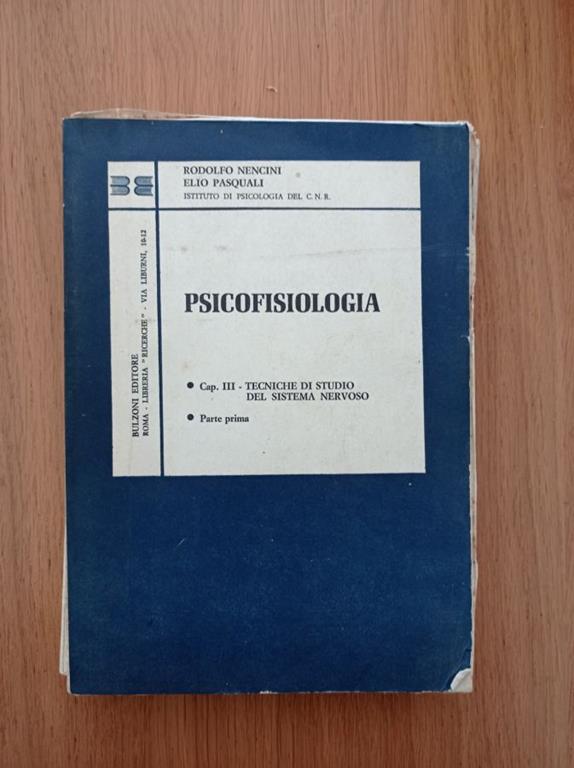 RODOLFO NENCINI
ELIO PASQUALI
ISTITUTO DI PSICOLOGIA DEL C.N.R.
PSICOFISIOLOGIA
• Cap. III - TECNICHE DI STUDIO
DEL SISTEMA NERVOSO
• Parte prima
BULZONI EDITORE
ROMA - LIBRERIA "RICERCHE" - VIA LIBURNI, 10-12